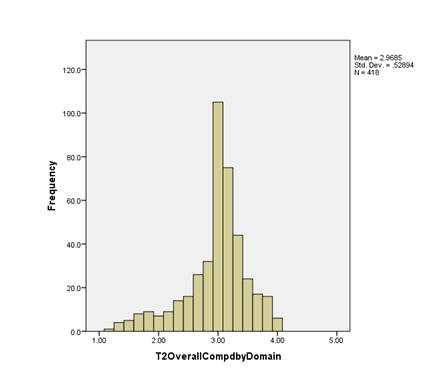 Mean = 2.9685
Std. Dev. = .52894
N = 418
120.0
100.0
80.0
60.0
40.0
20.0
0.0
Frequency
1.00 2.00 3.00 4.00 5.00
T2OverallCompdbyDomain